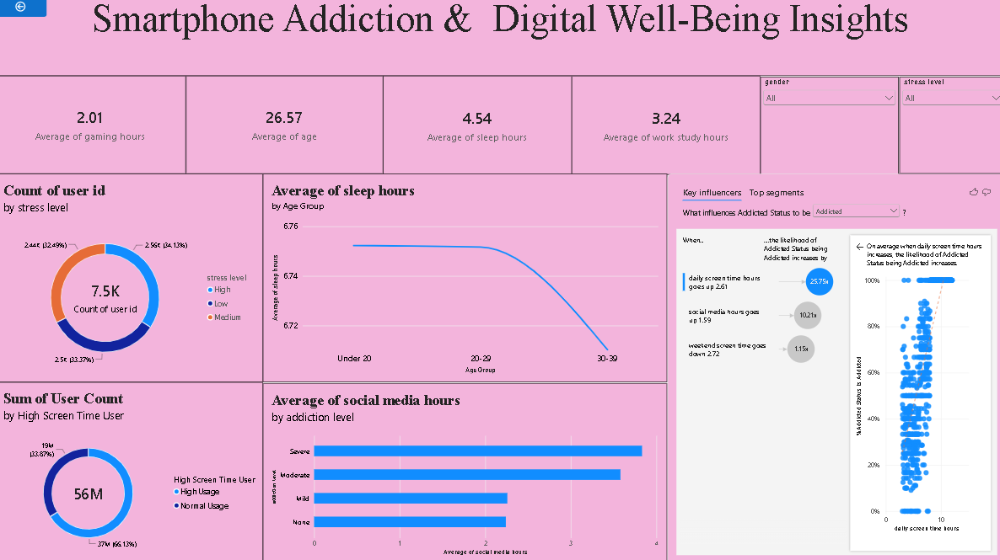 Smartphone Addiction & Digital Well-Being Insights
2.01
Average of gaming hours
26.57
Average of age
4.54
Average of sleep hours
3.24
Average of work study hours
gender
All
stress level
All
Count of user id
by stress level
2.44K (32.49%)
2.56K (34.13%)
7.5K
Count of user id
2.5K (33.37%)
stress level
High
Low
Medium
Average of sleep hours
by Age Group
Average of sleep hours
6.76
6.74
6.72
Under 20
20-29
30-39
Age Group
Key influencers
Top segments
What influences Addicted Status to be
Addicted
?
When...
...the likelihood of
Addicted Status being
Addicted increases by
daily screen time hours
goes up 2.61
25.75x
social media hours goes
up 1.59
10.21x
weekend screen time goes
down 2.72
1.15x
On average when daily screen time hours
increases, the likelihood of Addicted
Status being Addicted increases.
%Addicted Status is Addicted
100%
80%
60%
40%
20%
0%
0
10
daily screen time hours
Sum of User Count
by High Screen Time User
19M
(33.87%)
56M
37M (66.13%)
High Screen Time User
High Usage
Normal Usage
Average of social media hours
by addiction level
addiction level
Severe
Moderate
Mild
None
0
1
2
3
4
Average of social media hours